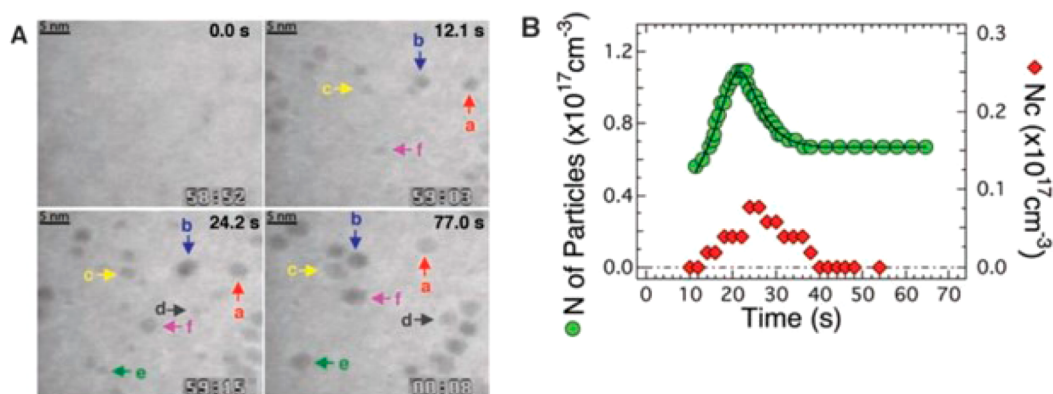 A
5 nm
0.0 s
58:52
5 nm
12.1 s
b
c
a
f
59:03
5 nm
24.2 s
b
c
a
d
f
e
59:15
5 nm
77.0 s
b
c
a
f
d
e
00:08
B
N of Particles (x10¹⁷cm⁻³)
1.2
0.8
0.4
0.0
0.3
0.2
0.1
0.0
Nc (x10¹⁷cm⁻³)
0 10 20 30 40 50 60 70
Time (s)